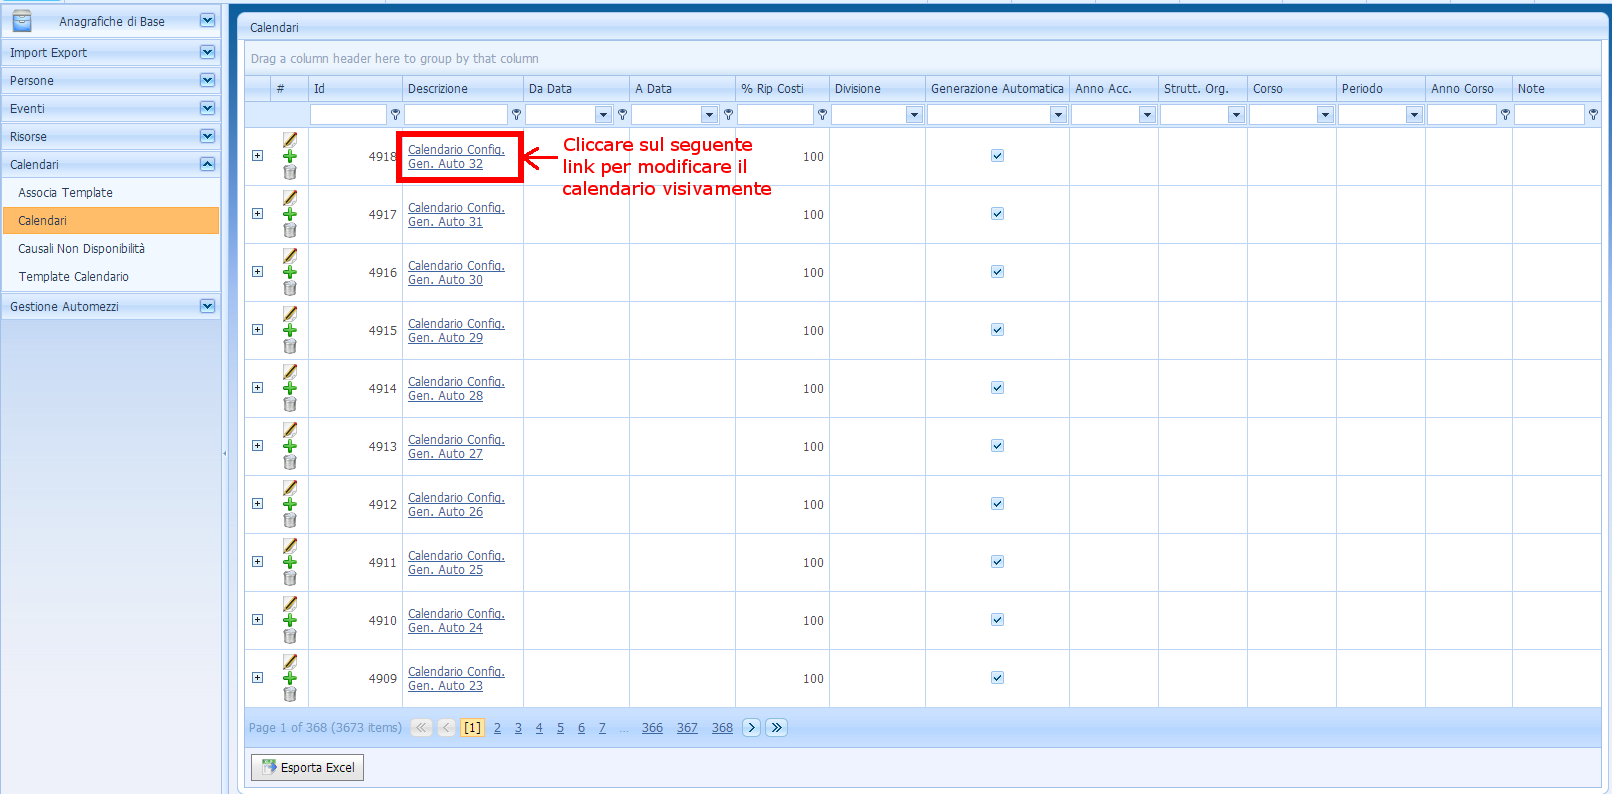 Anagrafiche di Base
Import Export
Persone
Eventi
Risorse
Calendari
Associa Template
Calendari
Causali Non Disponibilità
Template Calendario
Gestione Automezzi
Calendari
Drag a column header here to group by that column
# Id Descrizione Da Data A Data % Rip Costi Divisione Generazione Automatica Anno Acc. Strutt. Org. Corso Periodo Anno Corso Note
4918 Calendario Config. 100
Gen. Auto 32
Cliccare sul seguente
link per modificare il
calendario visivamente
4917 Calendario Config. 100
Gen. Auto 31
4916 Calendario Config. 100
Gen. Auto 30
4915 Calendario Config. 100
Gen. Auto 29
4914 Calendario Config. 100
Gen. Auto 28
4913 Calendario Config. 100
Gen. Auto 27
4912 Calendario Config. 100
Gen. Auto 26
4911 Calendario Config. 100
Gen. Auto 25
4910 Calendario Config. 100
Gen. Auto 24
4909 Calendario Config. 100
Gen. Auto 23
Page 1 of 368 (3673 items) [1] 2 3 4 5 6 7 ... 366 367 368
Esporta Excel